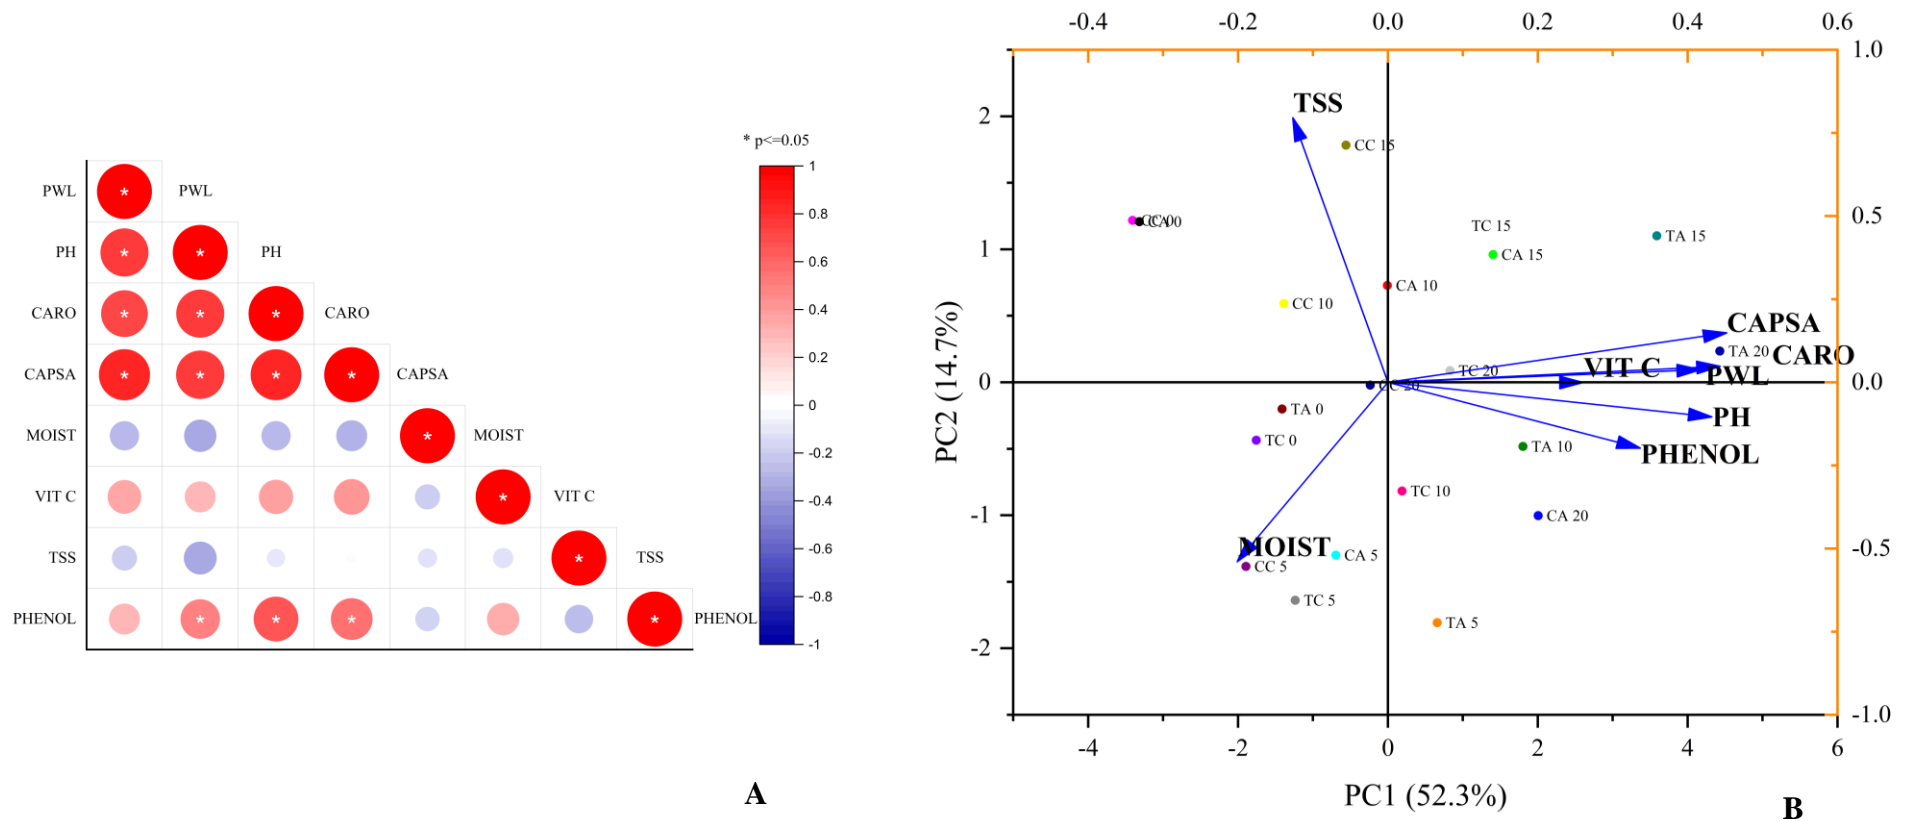 * p<=0.05
PWL * PWL
PH * * PH
CARO * * * CARO
CAPSA * * * * CAPSA
MOIST * MOIST
VIT C * VIT C
TSS * TSS
PHENOL * * * * PHENOL
1
0.8
0.6
0.4
0.2
0
-0.2
-0.4
-0.6
-0.8
-1
A
-0.4 -0.2 0.0 0.2 0.4 0.6
1.0
0.5
0.0
-0.5
-1.0
2
1
0
-1
-2
PC2 (14.7%)
TSS
CC 15
CC 0
CA 0
TC 15
TA 15
CA 15
CA 10
CC 10
CAPSA
TA 20
CARO
VIT C
TC 20
PWL
CC 20
TA 0
PH
TC 0
TA 10
PHENOL
TC 10
CA 20
MOIST
CA 5
CC 5
TC 5
TA 5
-4 -2 0 2 4 6
PC1 (52.3%)
B